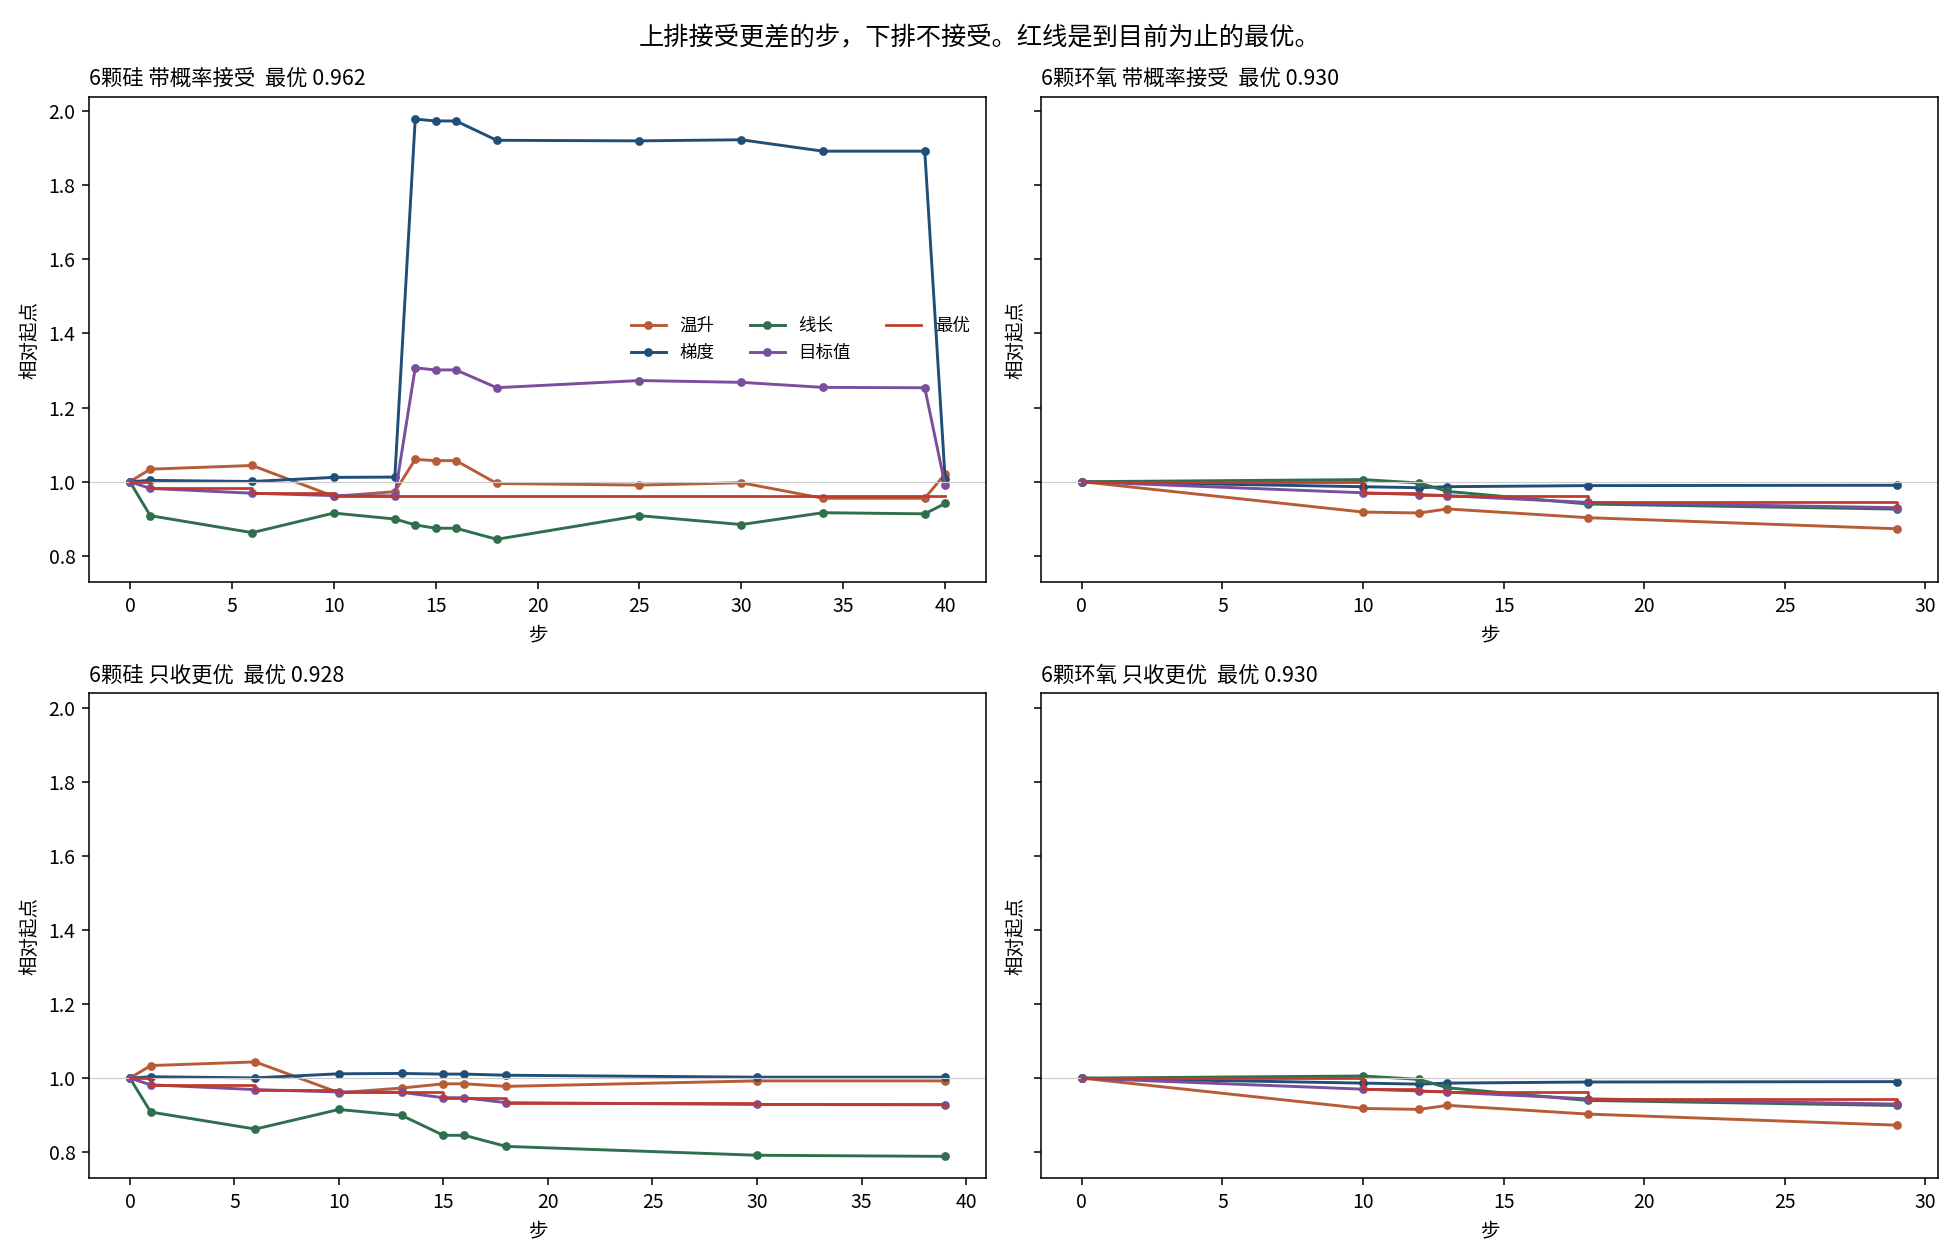 上排接受更差的步，下排不接受。红线是到目前为止的最优。
6颗硅 带概率接受 最优 0.962
2.0
1.8
1.6
1.4
1.2
1.0
0.8
相对起点
温升
梯度
线长
目标值
最优
0 5 10 15 20 25 30 35 40
步
6颗环氧 带概率接受 最优 0.930
相对起点
0 5 10 15 20 25 30
步
6颗硅 只收更优 最优 0.928
2.0
1.8
1.6
1.4
1.2
1.0
0.8
相对起点
0 5 10 15 20 25 30 35 40
步
6颗环氧 只收更优 最优 0.930
相对起点
0 5 10 15 20 25 30
步